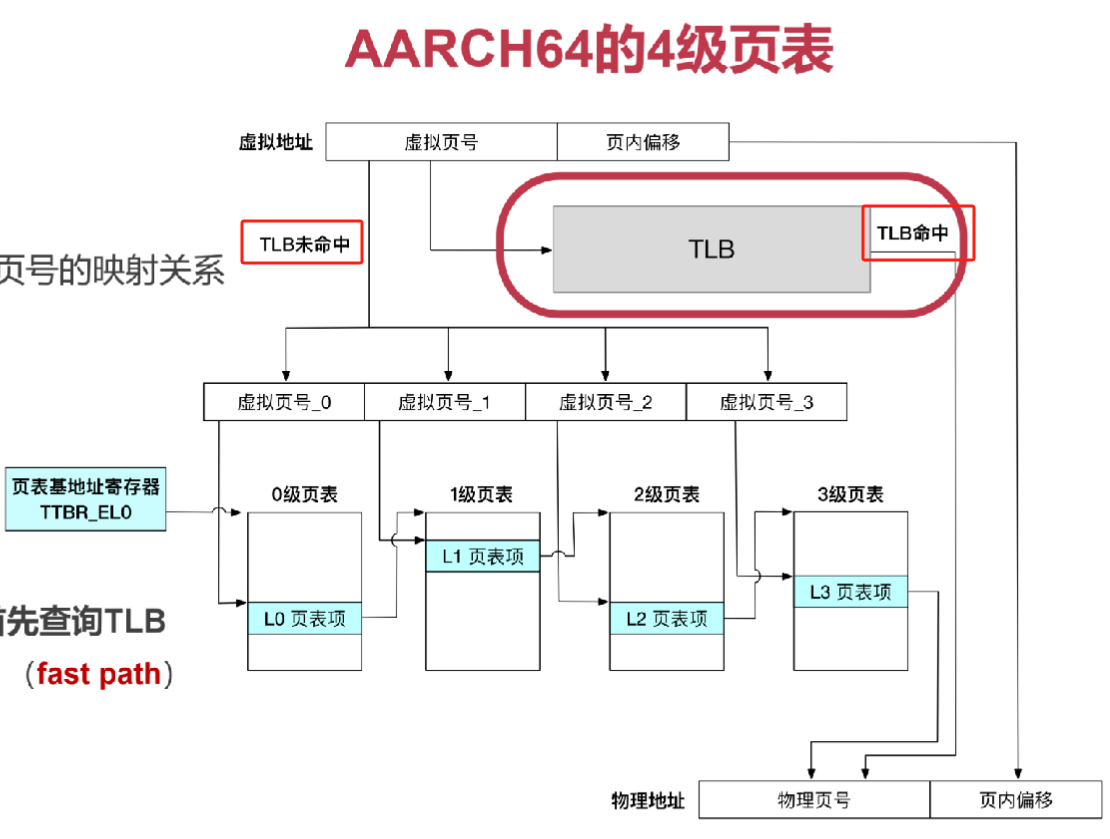 AARCH64的4级页表
虚拟地址 虚拟页号 页内偏移
TLB未命中
TLB
TLB命中
页号的映射关系
虚拟页号_0 虚拟页号_1 虚拟页号_2 虚拟页号_3
页表基地址寄存器
TTBR_EL0
0级页表 1级页表 2级页表 3级页表
L1 页表项
L3 页表项
L0 页表项 L2 页表项
首先查询TLB
（fast path）
物理地址 物理页号 页内偏移